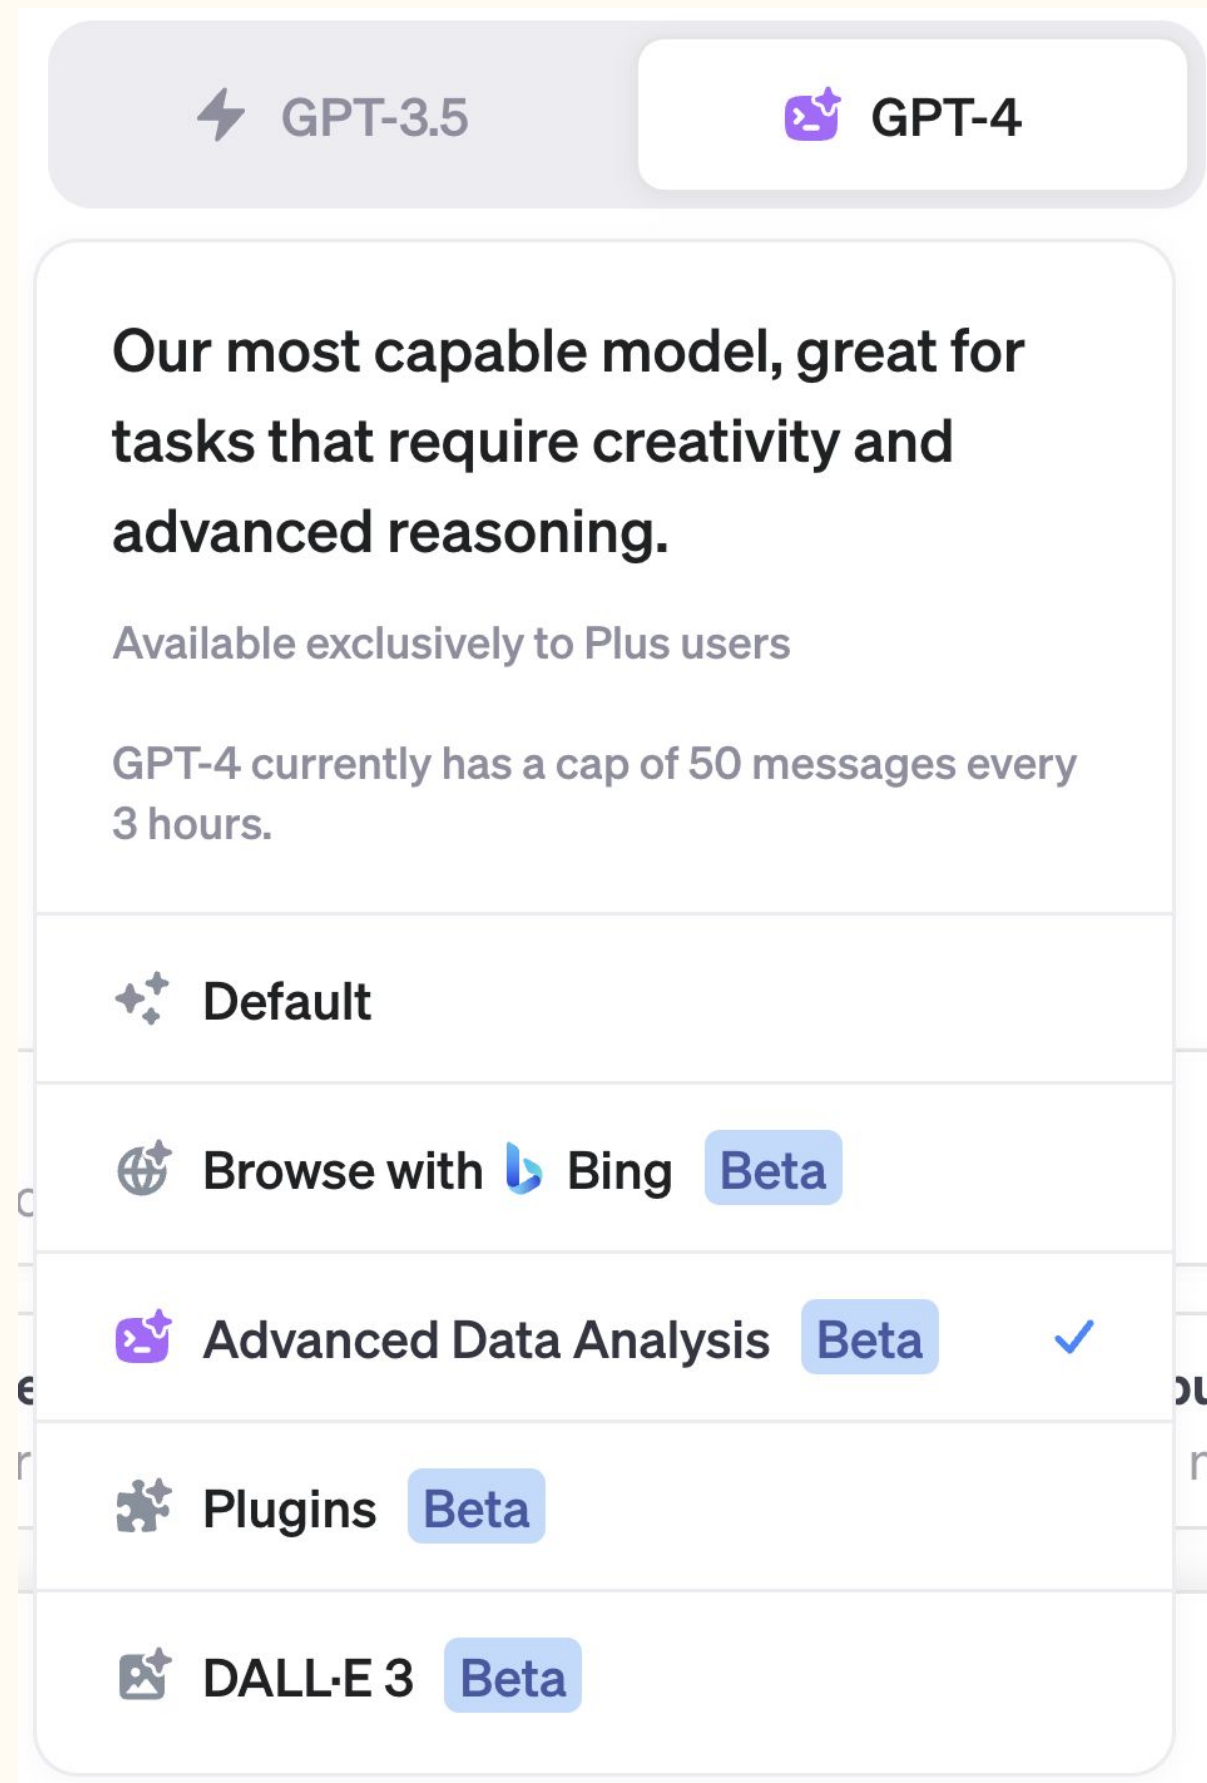 GPT-3.5
GPT-4
Our most capable model, great for
tasks that require creativity and
advanced reasoning.
Available exclusively to Plus users
GPT-4 currently has a cap of 50 messages every
3 hours.
Default
Browse with Bing Beta
Advanced Data Analysis Beta
Plugins Beta
DALL·E 3 Beta